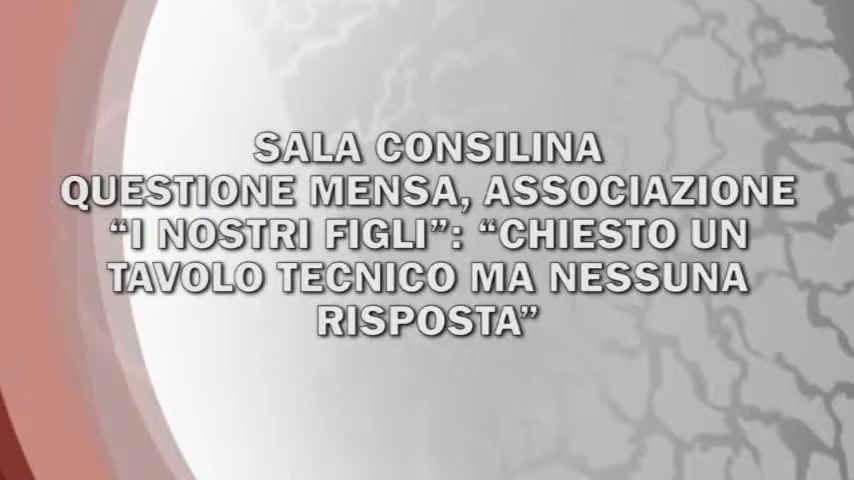 SALA CONSILINA
QUESTIONE MENSA, ASSOCIAZIONE
“I NOSTRI FIGLI”: “CHIESTO UN
TAVOLO TECNICO MA NESSUNA
RISPOSTA”